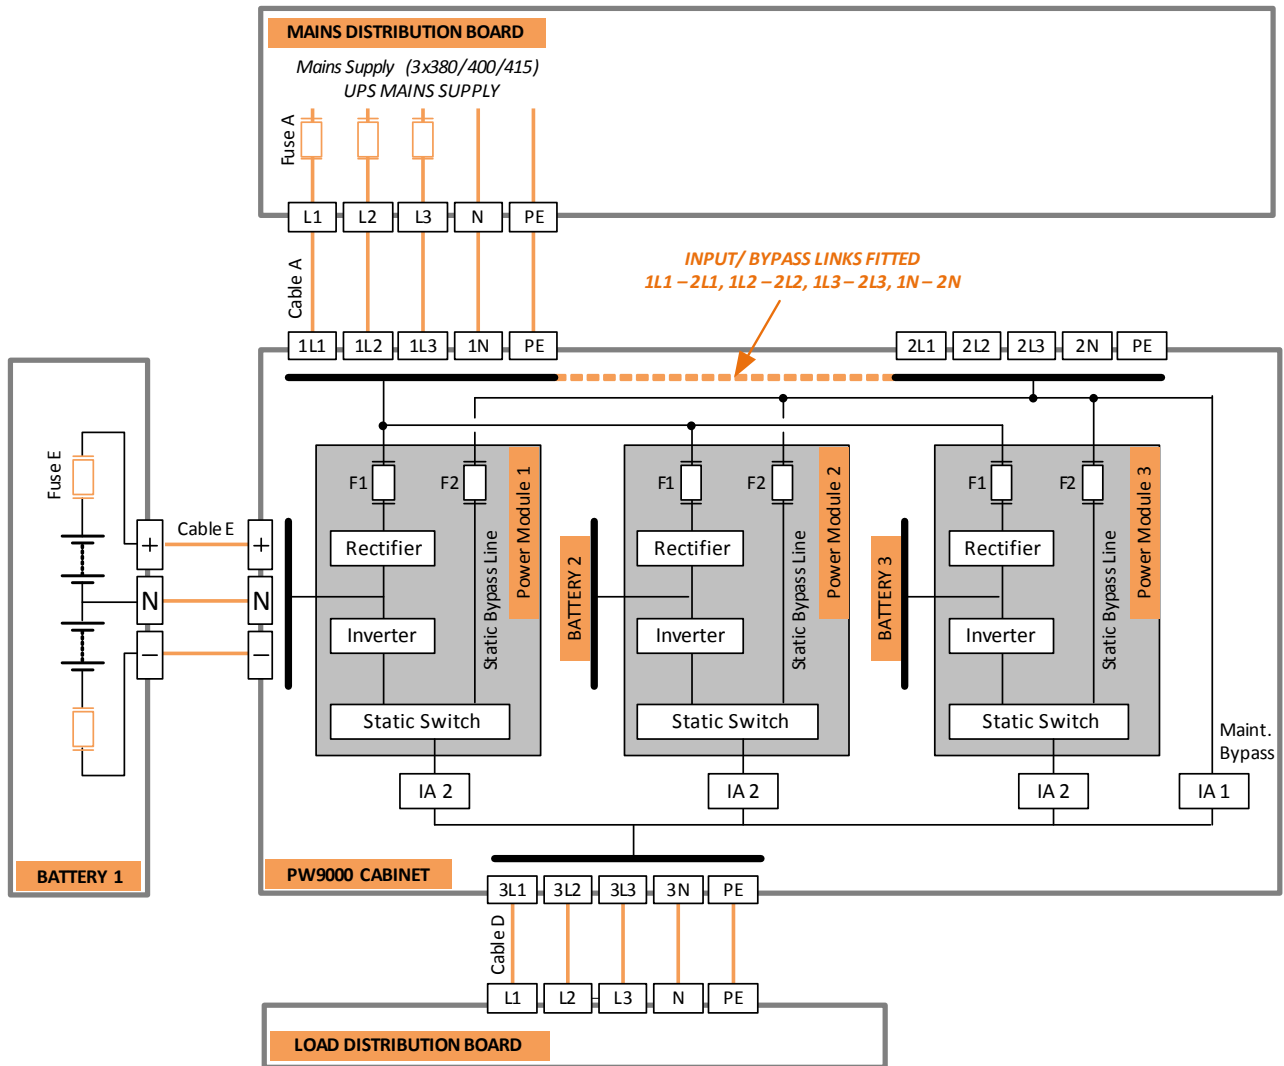 MAINS DISTRIBUTION BOARD
Mains Supply (3x380/400/415)
UPS MAINS SUPPLY
Fuse A
L1 L2 L3 N PE
Cable A
INPUT/ BYPASS LINKS FITTED
1L1 – 2L1, 1L2 – 2L2, 1L3 – 2L3, 1N – 2N
1L1 1L2 1L3 1N PE
2L1 2L2 2L3 2N PE
Fuse E
Cable E
+ +
N N
– –
BATTERY 1
F1 F2
Rectifier
Inverter
Static Bypass Line
Power Module 1
Static Switch
IA 2
BATTERY 2
F1 F2
Rectifier
Inverter
Static Bypass Line
Power Module 2
Static Switch
IA 2
BATTERY 3
F1 F2
Rectifier
Inverter
Static Bypass Line
Power Module 3
Static Switch
IA 2
Maint.
Bypass
IA 1
PW9000 CABINET
3L1 3L2 3L3 3N PE
Cable D
L1 L2 L3 N PE
LOAD DISTRIBUTION BOARD